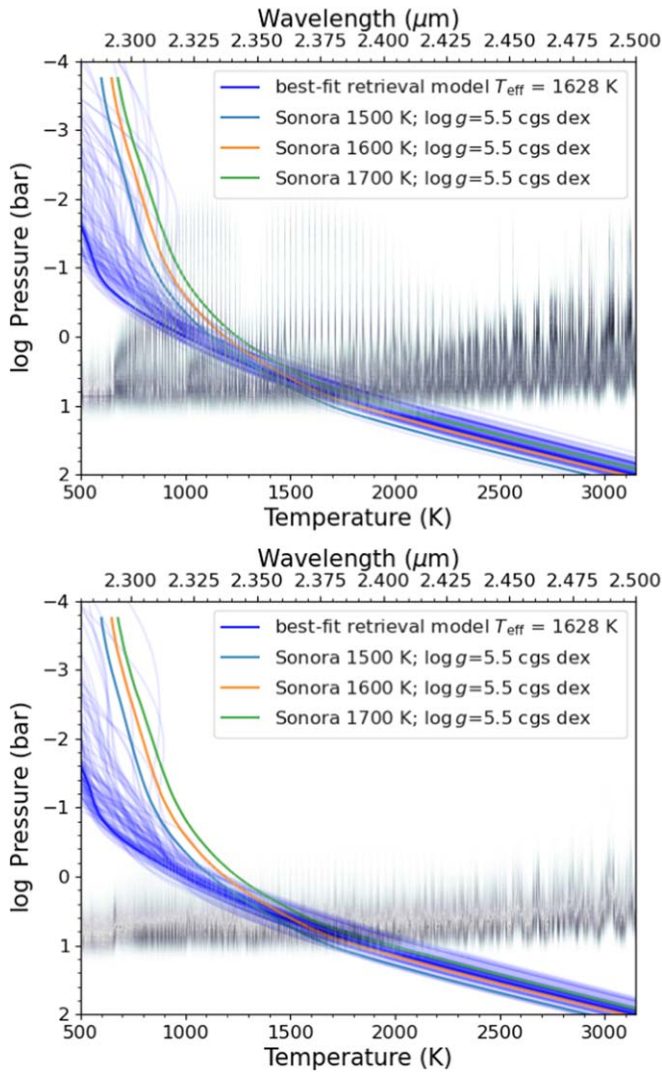 Wavelength (μm)
2.300 2.325 2.350 2.375 2.400 2.425 2.450 2.475 2.500
−4
best-fit retrieval model Teff = 1628 K
Sonora 1500 K; log g=5.5 cgs dex
−3
Sonora 1600 K; log g=5.5 cgs dex
Sonora 1700 K; log g=5.5 cgs dex
−2
log Pressure (bar)
−1
0
1
2
500 1000 1500 2000 2500 3000
Temperature (K)
Wavelength (μm)
2.300 2.325 2.350 2.375 2.400 2.425 2.450 2.475 2.500
−4
best-fit retrieval model Teff = 1628 K
Sonora 1500 K; log g=5.5 cgs dex
−3
Sonora 1600 K; log g=5.5 cgs dex
Sonora 1700 K; log g=5.5 cgs dex
−2
log Pressure (bar)
−1
0
1
2
500 1000 1500 2000 2500 3000
Temperature (K)